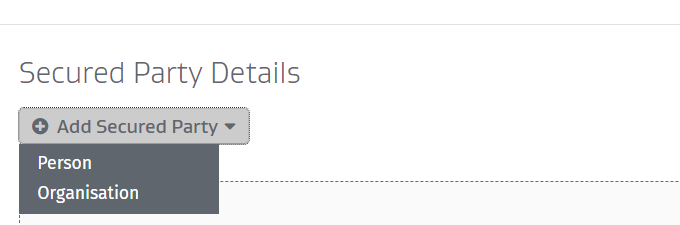 Secured Party Details
Add Secured Party
Person
Organisation